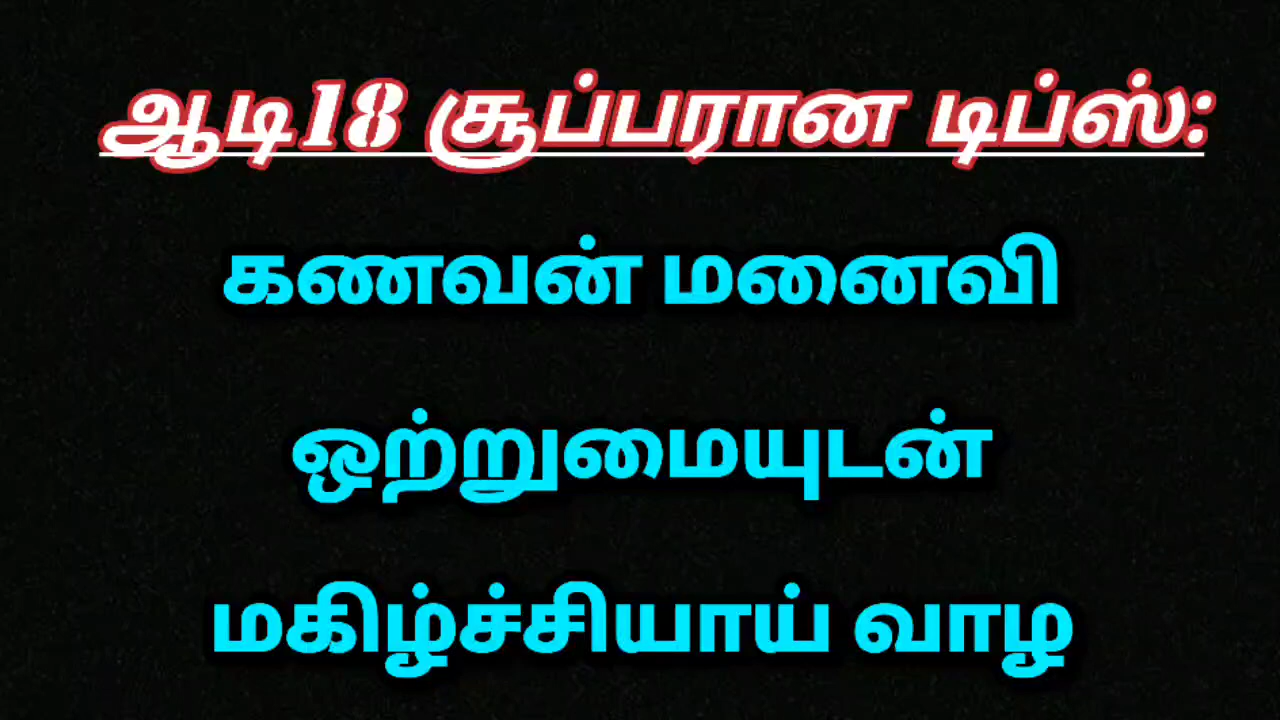 ஆடி18 சூப்பரான டிப்ஸ்:
கணவன் மனைவி
ஒற்றுமையுடன்
மகிழ்ச்சியாய் வாழ